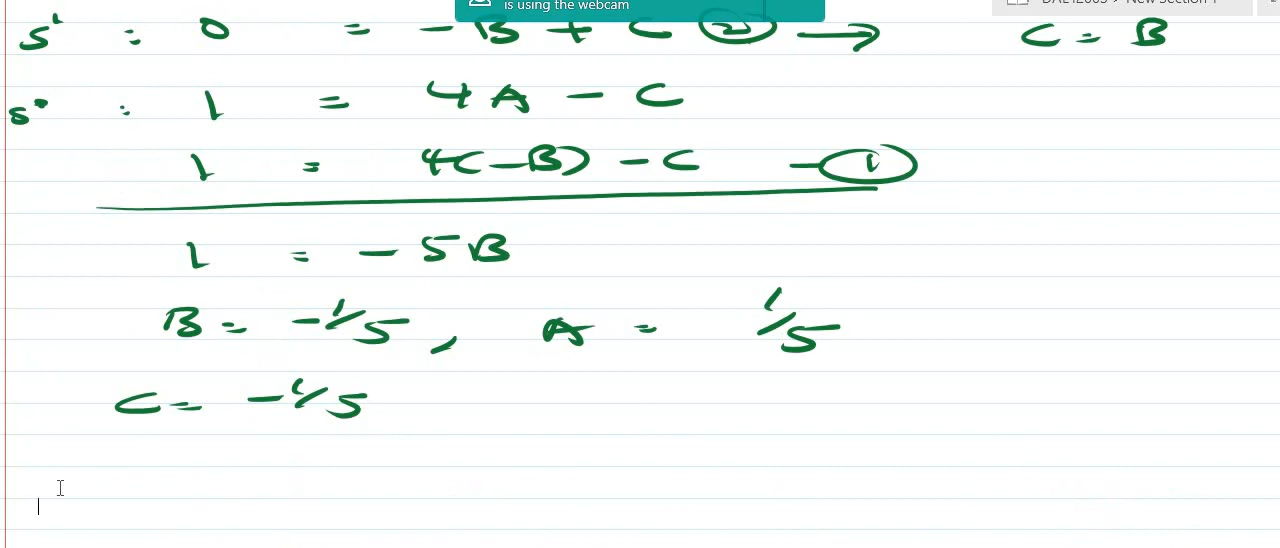 is using the webcam
s¹ : 0 = - B + C ② → C = B
s⁰ : 1 = 4A - C
1 = 4(-B) - C - ①
1 = - 5B
B = -1/5, A = 1/5
C = -1/5